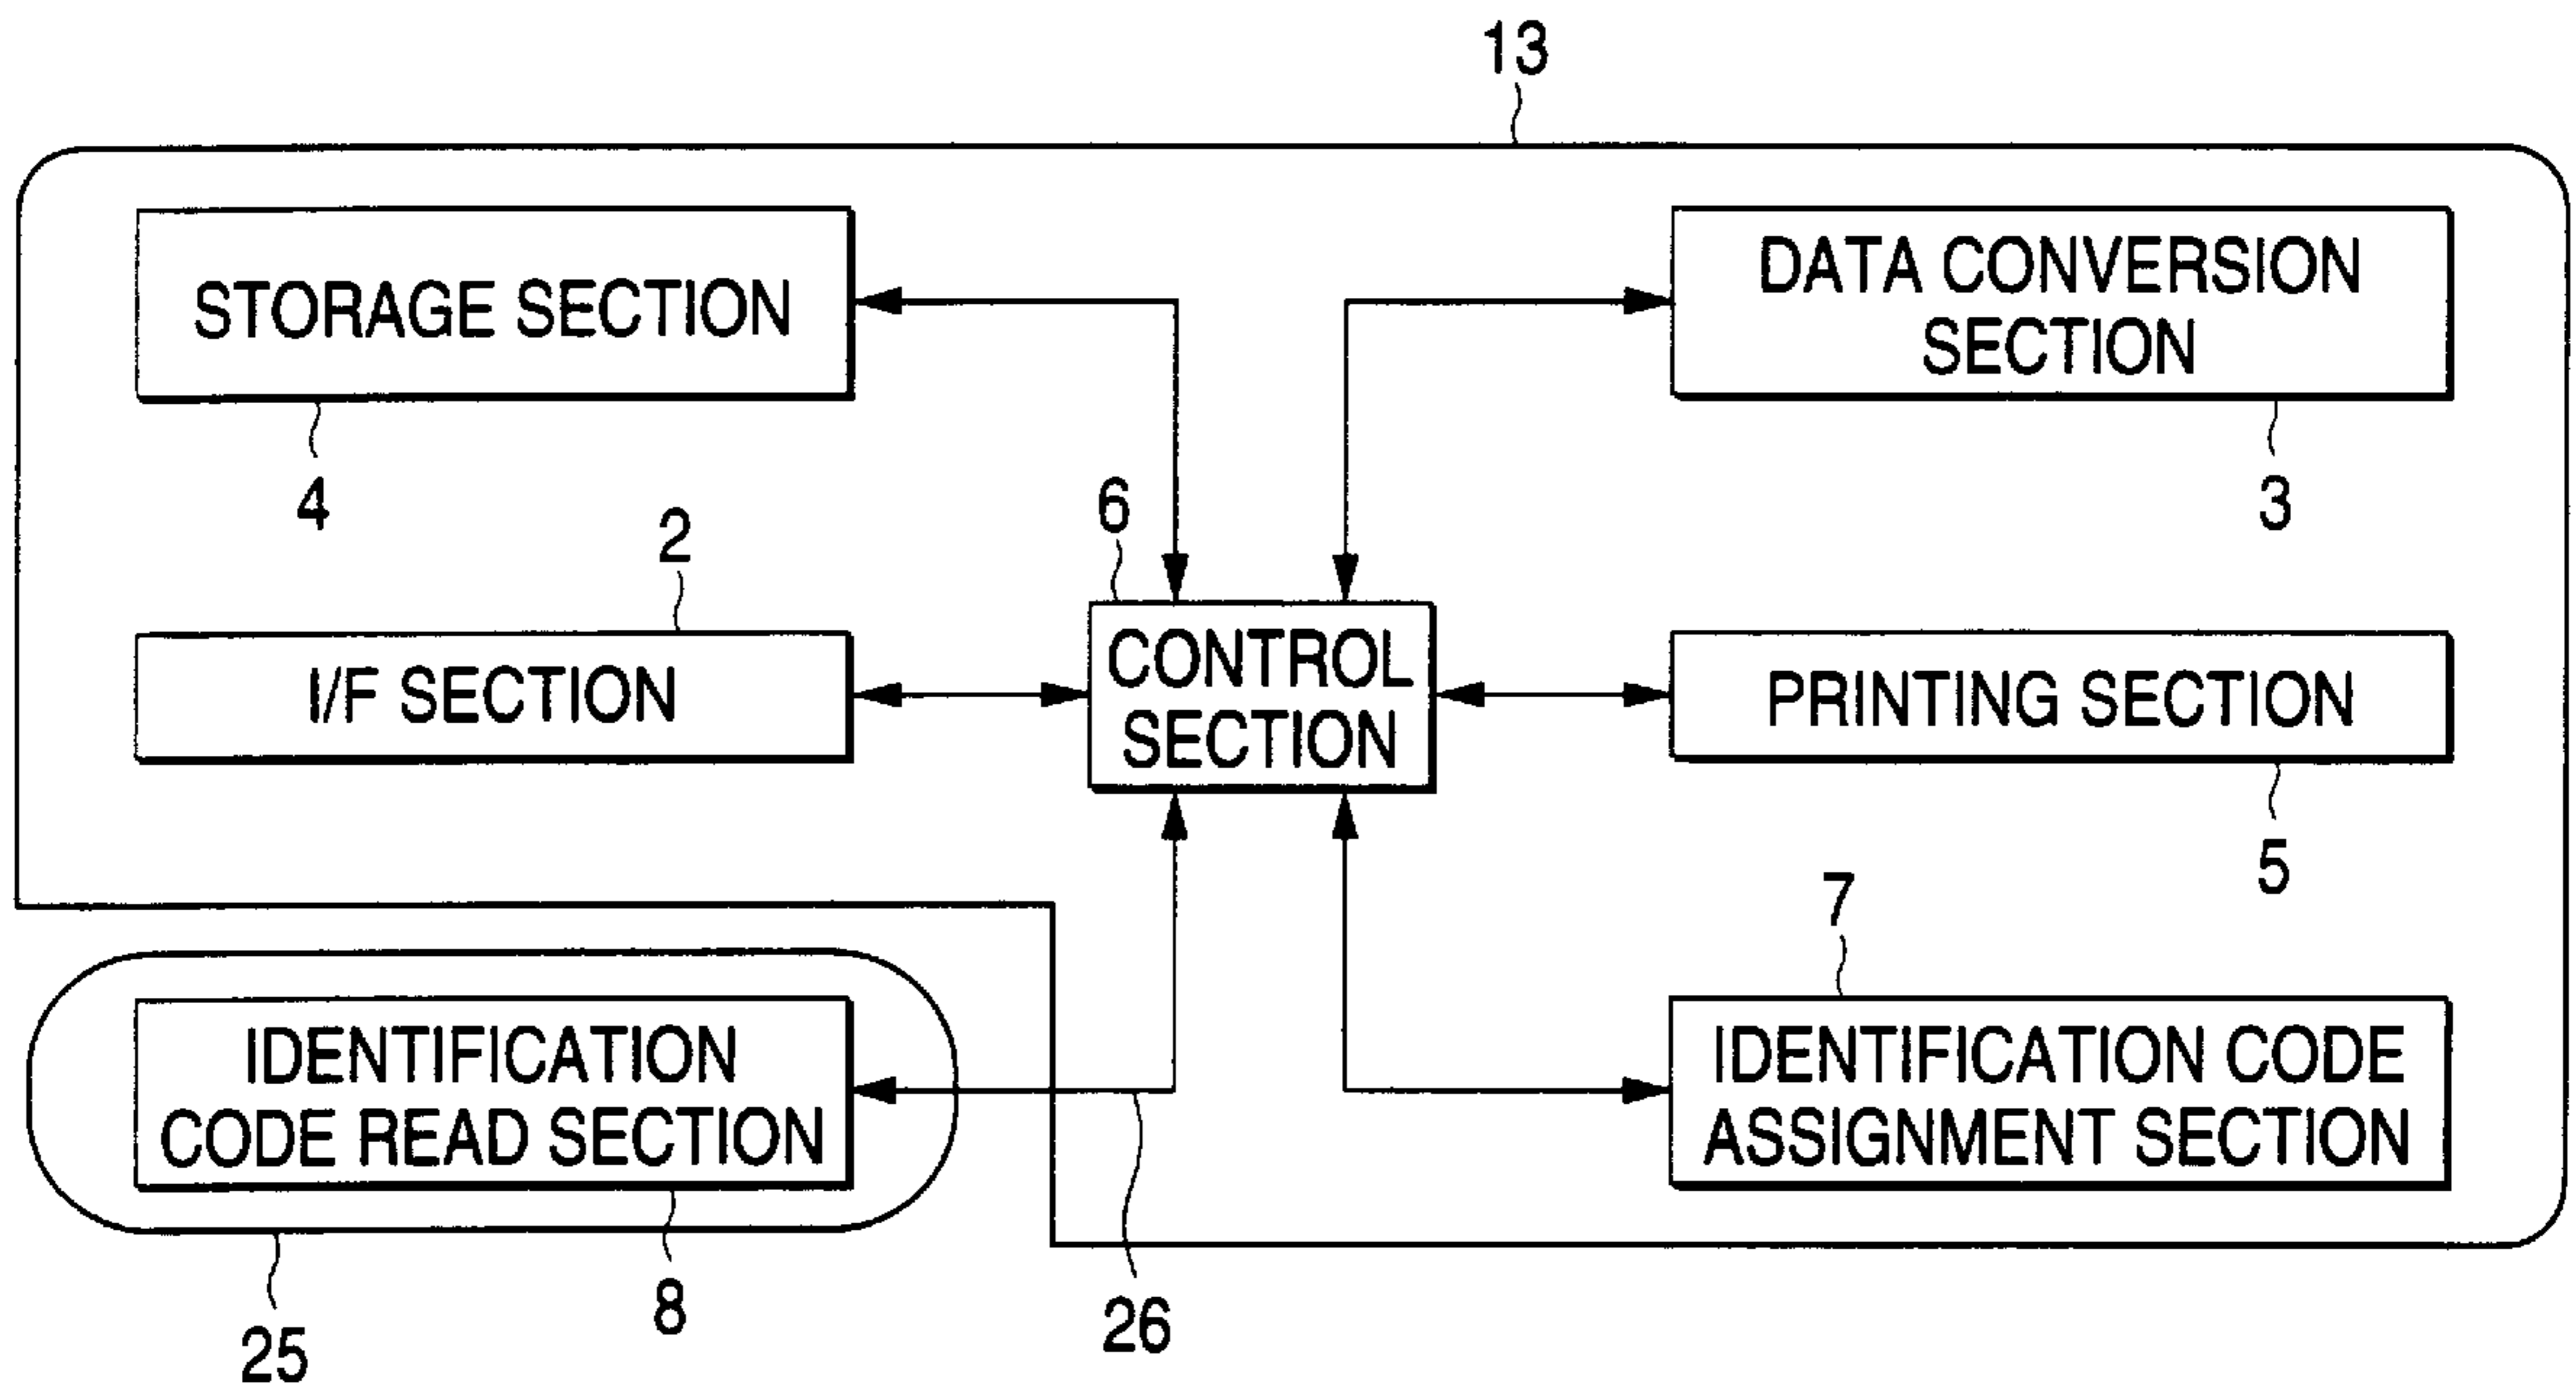 13
STORAGE SECTION
4
DATA CONVERSION
SECTION
3
2
I/F SECTION
6
CONTROL
SECTION
PRINTING SECTION
5
IDENTIFICATION
CODE READ SECTION
8
25
26
7
IDENTIFICATION CODE
ASSIGNMENT SECTION